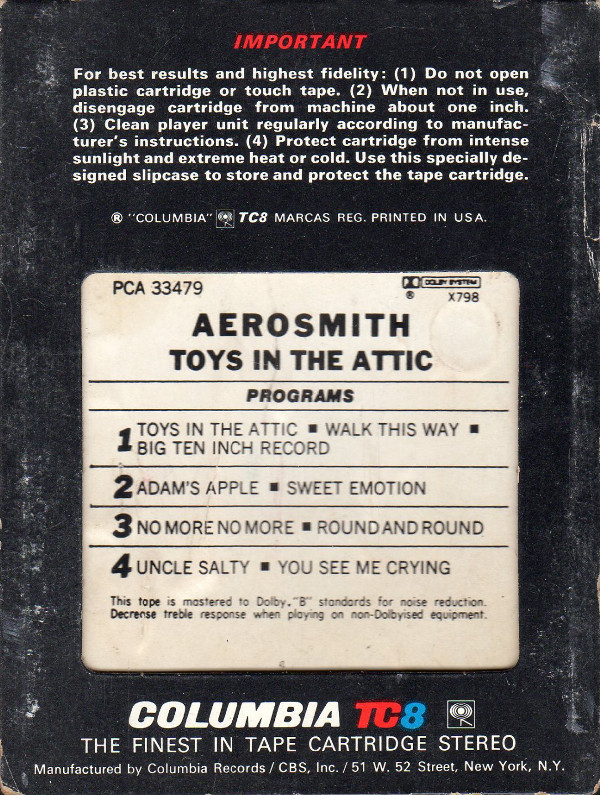 IMPORTANT
For best results and highest fidelity: (1) Do not open
plastic cartridge or touch tape. (2) When not in use,
disengage cartridge from machine about one inch.
(3) Clean player unit regularly according to manufac-
turer's instructions. (4) Protect cartridge from intense
sunlight and extreme heat or cold. Use this specially de-
signed slipcase to store and protect the tape cartridge.
® "COLUMBIA" TC8 MARCAS REG. PRINTED IN U.S.A.
PCA 33479
DOLBY SYSTEM
® X798
AEROSMITH
TOYS IN THE ATTIC
PROGRAMS
1 TOYS IN THE ATTIC ■ WALK THIS WAY ■
BIG TEN INCH RECORD
2 ADAM'S APPLE ■ SWEET EMOTION
3 NO MORE NO MORE ■ ROUND AND ROUND
4 UNCLE SALTY ■ YOU SEE ME CRYING
This tape is mastered to Dolby. "B" standards for noise reduction.
Decrease treble response when playing on non-Dolbyised equipment.
COLUMBIA TC8
THE FINEST IN TAPE CARTRIDGE STEREO
Manufactured by Columbia Records / CBS, Inc. / 51 W. 52 Street, New York, N.Y.